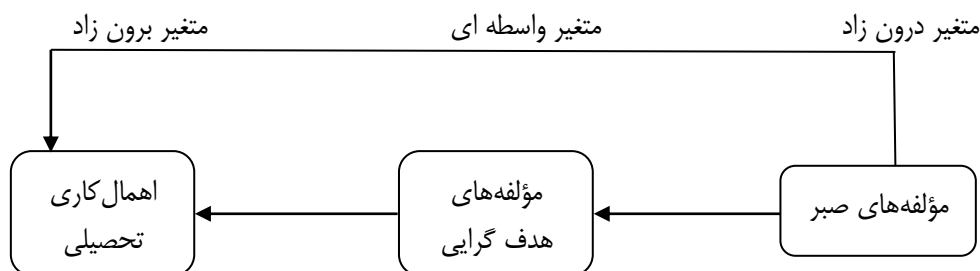 متغیر درون زاد
متغیر واسطه ای
متغیر برون زاد
مؤلفه‌های صبر
مؤلفه‌های
هدف گرایی
اهمال‌کاری
تحصیلی